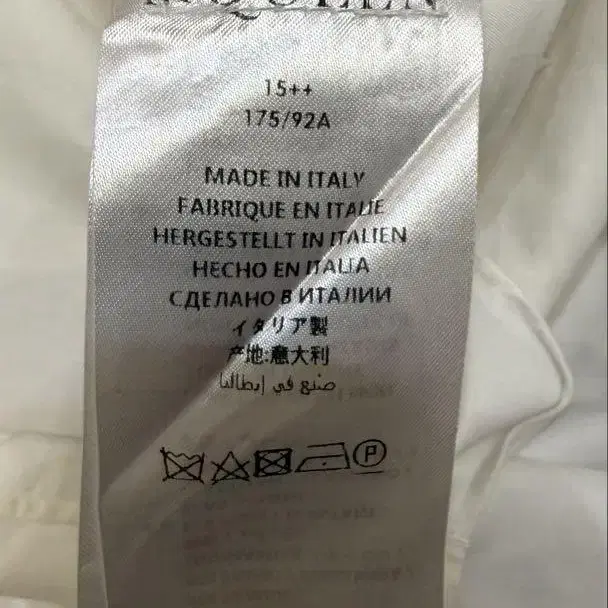 McQUEEN
15++
175/92A
MADE IN ITALY
FABRIQUE EN ITALIE
HERGESTELLT IN ITALIEN
HECHO EN ITALIA
СДЕЛАНО В ИТАЛИИ
イタリア製
产地:意大利
صنع في إيطاليا
P